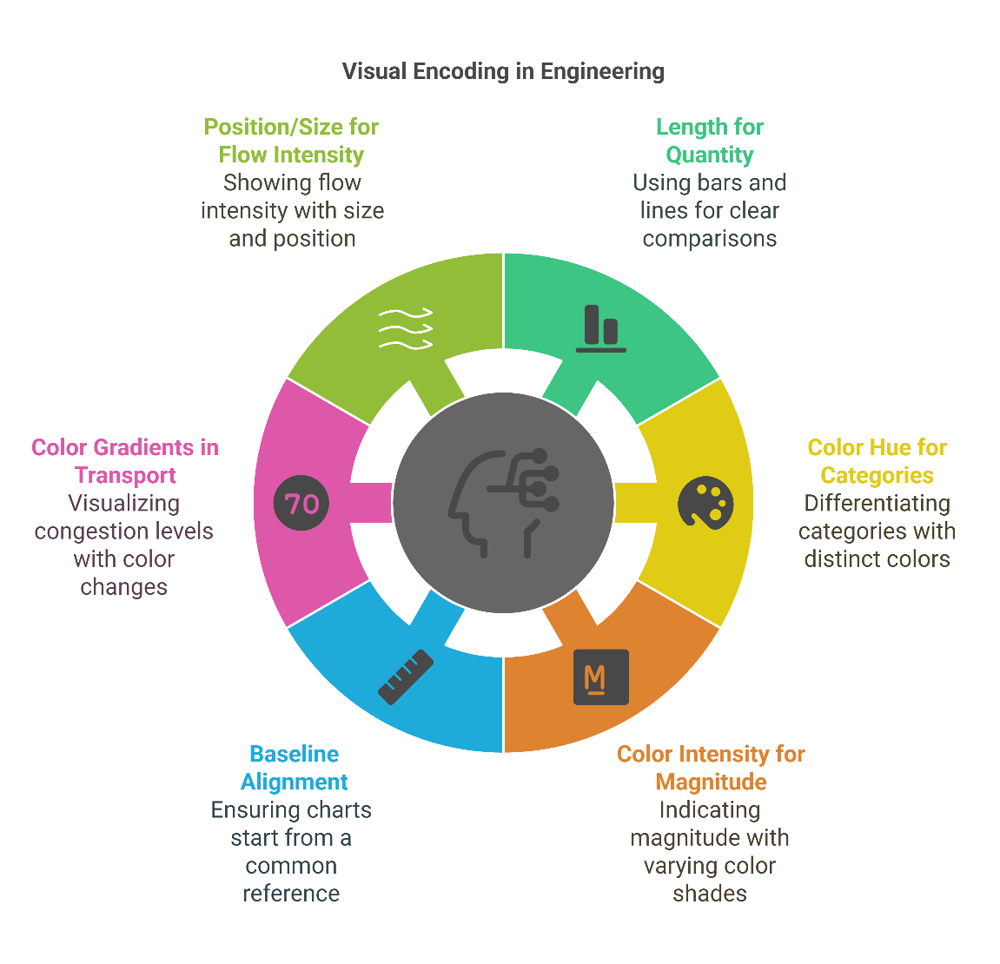 Visual Encoding in Engineering
Position/Size for
Flow Intensity
Showing flow
intensity with size
and position
Length for
Quantity
Using bars and
lines for clear
comparisons
Color Gradients in
Transport
Visualizing
congestion levels
with color
changes
70
Color Hue for
Categories
Differentiating
categories with
distinct colors
M
Baseline
Alignment
Ensuring charts
start from a
common
reference
Color Intensity for
Magnitude
Indicating
magnitude with
varying color
shades